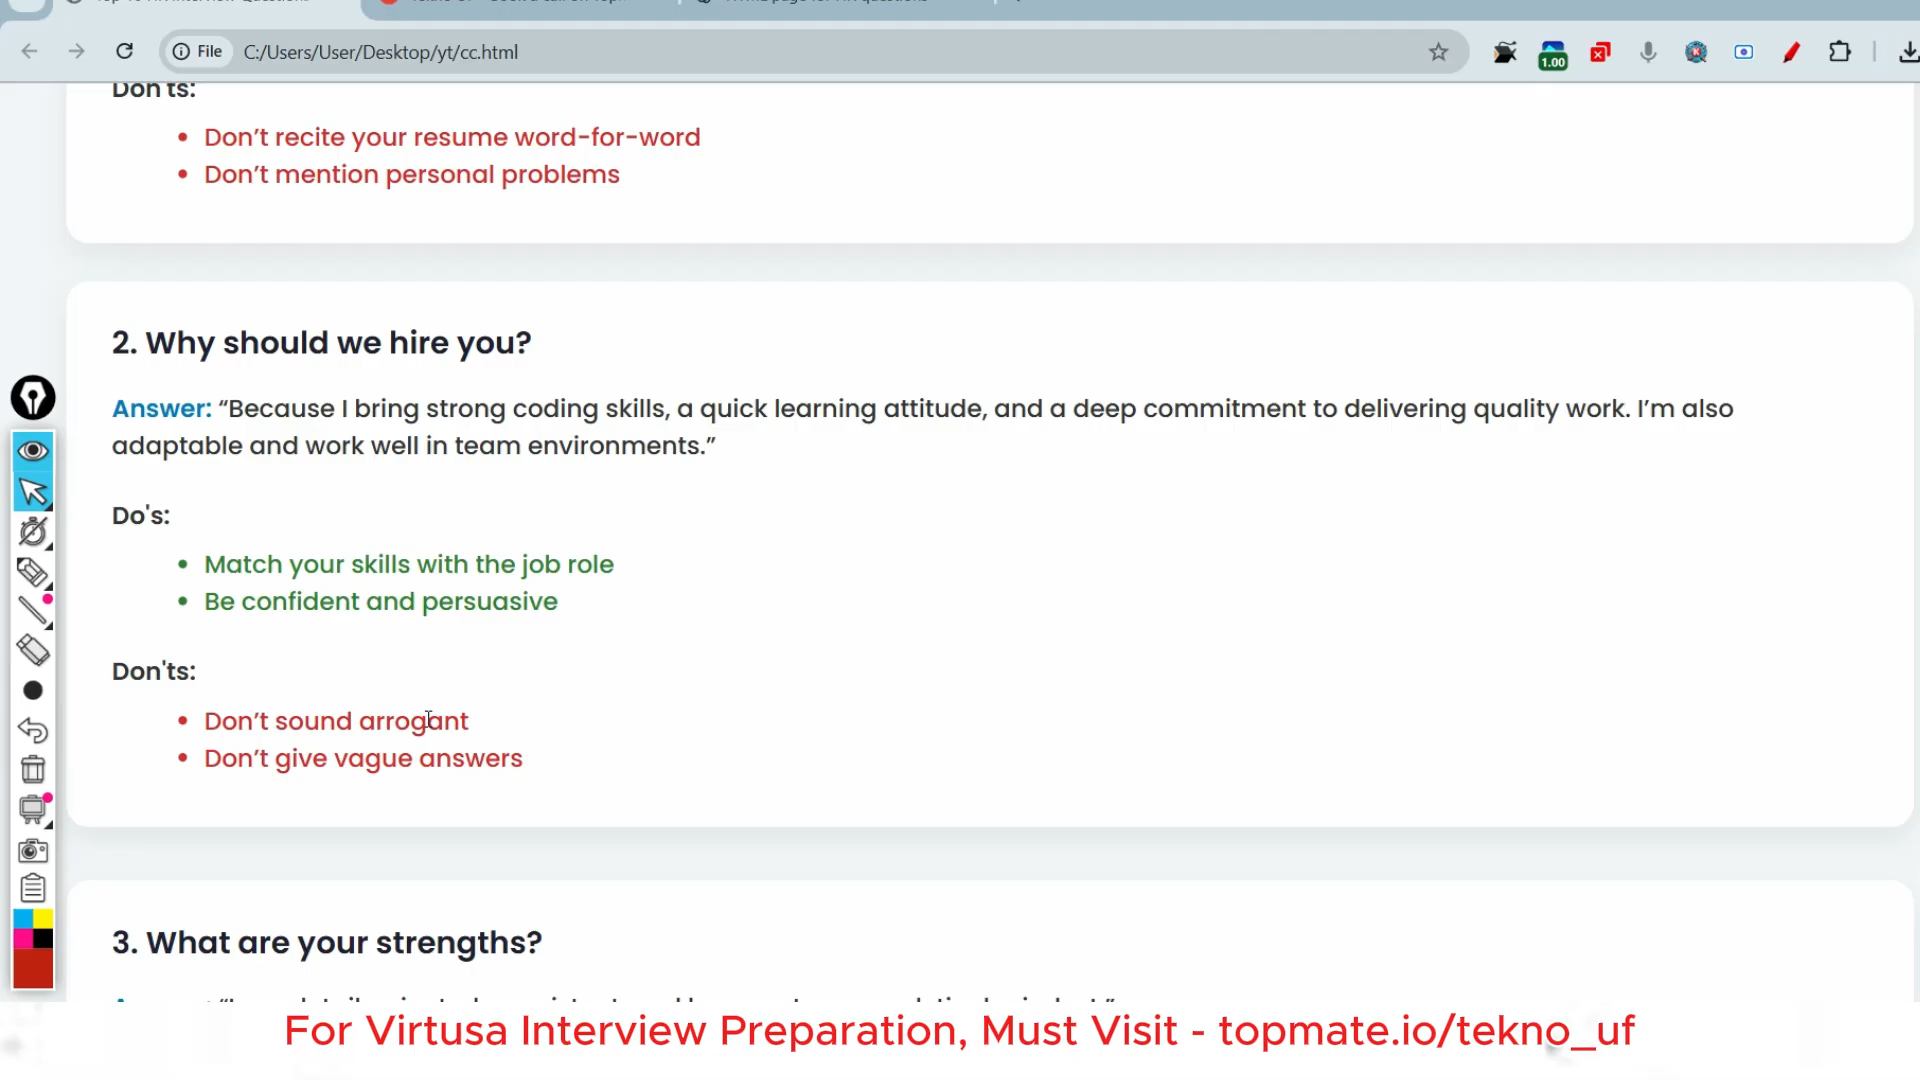 File C:/Users/User/Desktop/yt/cc.html
1.00
Don'ts:
• Don’t recite your resume word-for-word
• Don’t mention personal problems
2. Why should we hire you?
Answer: “Because I bring strong coding skills, a quick learning attitude, and a deep commitment to delivering quality work. I’m also
adaptable and work well in team environments.”
Do's:
• Match your skills with the job role
• Be confident and persuasive
Don'ts:
• Don’t sound arrogant
• Don’t give vague answers
3. What are your strengths?
For Virtusa Interview Preparation, Must Visit - topmate.io/tekno_uf